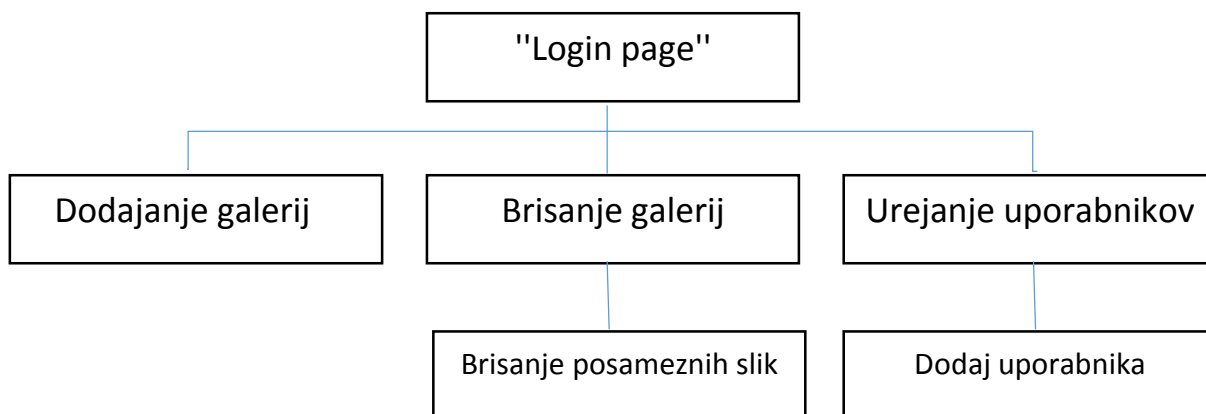 "Login page"
Dodajanje galerij
Brisanje galerij
Urejanje uporabnikov
Brisanje posameznih slik
Dodaj uporabnika